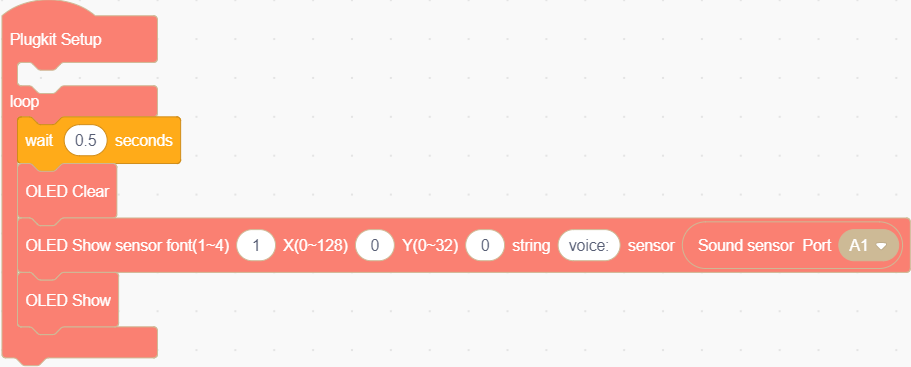 Plugkit Setup
loop
wait 0.5 seconds
OLED Clear
OLED Show sensor font(1~4) 1 X(0~128) 0 Y(0~32) 0 string voice: sensor Sound sensor Port A1
OLED Show